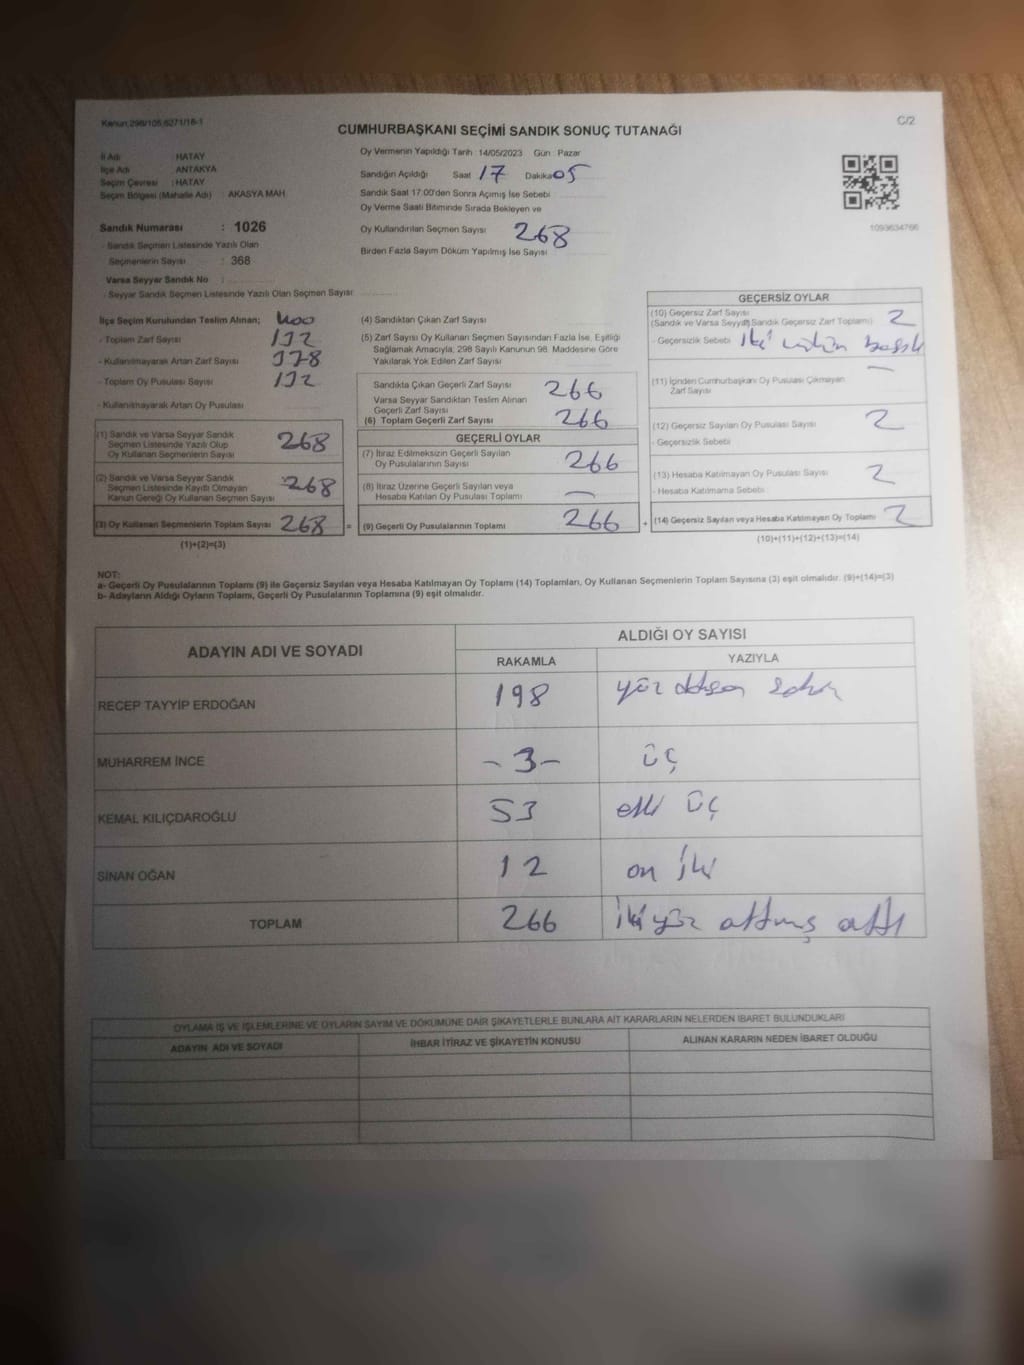 Kanun;298/105,6271/18-1
C/2
CUMHURBAŞKANI SEÇİMİ SANDIK SONUÇ TUTANAĞI
İl Adı : HATAY
İlçe Adı : ANTAKYA
Seçim Çevresi : HATAY
Seçim Bölgesi (Mahalle Adı) AKASYA MAH
Sandık Numarası : 1026
- Sandık Seçmen Listesinde Yazılı Olan
Seçmenlerin Sayısı : 368
Varsa Seyyar Sandık No :
- Seyyar Sandık Seçmen Listesinde Yazılı Olan Seçmen Sayısı
Oy Vermenin Yapıldığı Tarih : 14/05/2023 Gün : Pazar
Sandığın Açıldığı Saat 17 Dakika 05
Sandık Saat 17:00'den Sonra Açımış İse Sebebi
Oy Verme Saati Bitiminde Sırada Bekleyen ve
Oy Kullandırılan Seçmen Sayısı 268
Birden Fazla Sayım Döküm Yapılmış İse Sayısı
1093634766
İlçe Seçim Kurulundan Teslim Alınan; 400
- Toplam Zarf Sayısı 132
- Kullanılmayarak Artan Zarf Sayısı
- Toplam Oy Pusulası Sayısı 132
- Kullanılmayarak Artan Oy Pusulası
(1) Sandık ve Varsa Seyyar Sandık
Seçmen Listesinde Yazılı Olup
Oy Kullanan Seçmenlerin Sayısı 268
(2) Sandık ve Varsa Seyyar Sandık
Seçmen Listesinde Kayıtlı Olmayan
Kanun Gereği Oy Kullanan Seçmen Sayısı 268
(3) Oy Kullanan Seçmenlerin Toplam Sayısı 268 =
(1)+(2)=(3)
(4) Sandıktan Çıkan Zarf Sayısı
(5) Zarf Sayısı Oy Kullanan Seçmen Sayısından Fazla İse, Eşitliği
Sağlamak Amacıyla, 298 Sayılı Kanunun 98. Maddesine Göre
Yakılarak Yok Edilen Zarf Sayısı
Sandıkta Çıkan Geçerli Zarf Sayısı 266
Varsa Seyyar Sandıktan Teslim Alınan
Geçerli Zarf Sayısı
(6) Toplam Geçerli Zarf Sayısı 266
GEÇERLİ OYLAR
(7) İtiraz Edilmeksizin Geçerli Sayılan
Oy Pusulalarının Sayısı 266
(8) İtiraz Üzerine Geçerli Sayılan veya
Hesaba Katılan Oy Pusulası Toplamı —
(9) Geçerli Oy Pusulalarının Toplamı 266 +
GEÇERSİZ OYLAR
(10) Geçersiz Zarf Sayısı
(Sandık ve Varsa Seyyar Sandık Geçersiz Zarf Toplamı) 2
- Geçersizlik Sebebi İki
(11) İçinden Cumhurbaşkanı Oy Pusulası Çıkmayan
Zarf Sayısı —
(12) Geçersiz Sayılan Oy Pusulası Sayısı 2
- Geçersizlik Sebebi
(13) Hesaba Katılmayan Oy Pusulası Sayısı 2
- Hesaba Katılmama Sebebi
(14) Geçersiz Sayılan veya Hesaba Katılmayan Oy Toplamı 2
(10)+(11)+(12)+(13)=(14)
NOT:
a- Geçerli Oy Pusulalarının Toplamı (9) ile Geçersiz Sayılan veya Hesaba Katılmayan Oy Toplamı (14) Toplamları, Oy Kullanan Seçmenlerin Toplam Sayısına (3) eşit olmalıdır. (9)+(14)=(3)
b- Adayların Aldığı Oyların Toplamı, Geçerli Oy Pusulalarının Toplamına (9) eşit olmalıdır.
ADAYIN ADI VE SOYADI
ALDIĞI OY SAYISI
RAKAMLA YAZIYLA
RECEP TAYYİP ERDOĞAN 198 yüz doksan sekiz
MUHARREM İNCE - 3 - üç
KEMAL KILIÇDAROĞLU 53 elli üç
SİNAN OĞAN 12 on iki
TOPLAM 266 iki yüz altmış altı
OYLAMA İŞ VE İŞLEMLERİNE VE OYLARIN SAYIM VE DÖKÜMÜNE DAİR ŞİKAYETLERLE BUNLARA AİT KARARLARIN NELERDEN İBARET BULUNDUKLARI
ADAYIN ADI VE SOYADI İHBAR İTİRAZ VE ŞİKAYETİN KONUSU ALINAN KARARIN NEDEN İBARET OLDUĞU